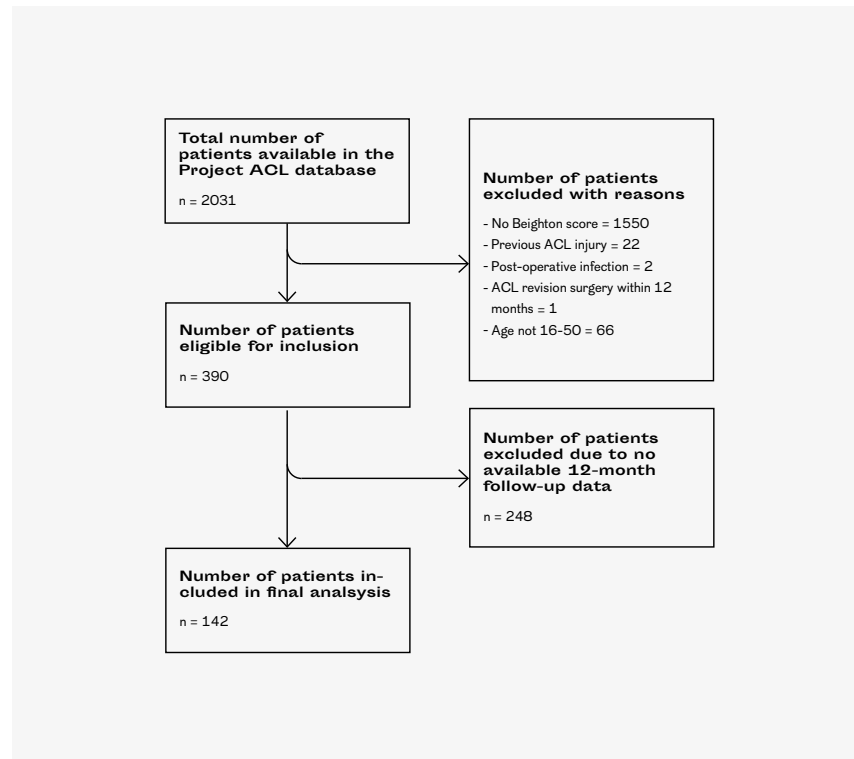 Total number of
patients available in the
Project ACL database
n = 2031
Number of patients
excluded with reasons
- No Beighton score = 1550
- Previous ACL injury = 22
- Post-operative infection = 2
- ACL revision surgery within 12
months = 1
- Age not 16-50 = 66
Number of patients
eligible for inclusion
n = 390
Number of patients
excluded due to no
available 12-month
follow-up data
n = 248
Number of patients in-
cluded in final analsysis
n = 142